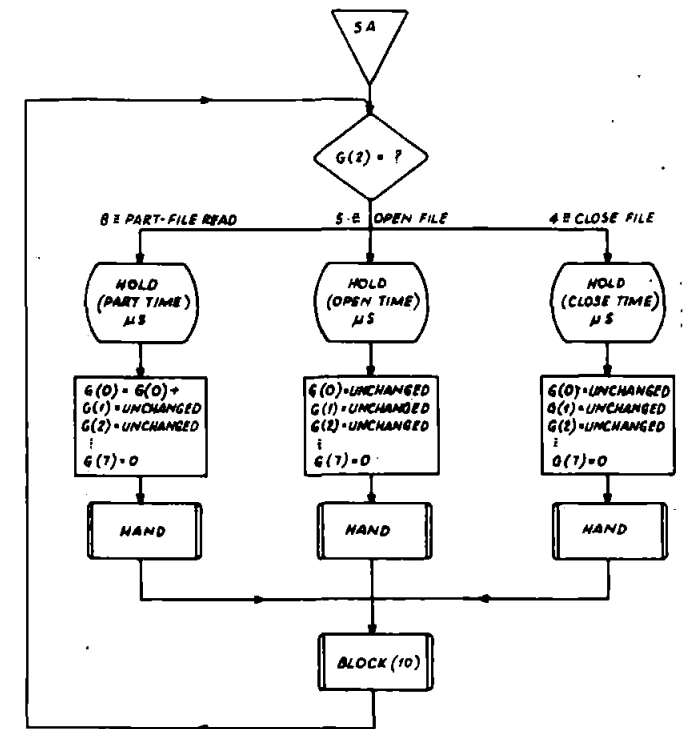 5A
G(2) = ?
8 ≡ PART-FILE READ
5 ≡ OPEN FILE
4 ≡ CLOSE FILE
HOLD
(PART TIME)
μS
HOLD
(OPEN TIME)
μS
HOLD
(CLOSE TIME)
μS
G(0) = G(0)+
G(1)=UNCHANGED
G(2)=UNCHANGED
⋮
G(7)=0
G(0)=UNCHANGED
G(1)=UNCHANGED
G(2)=UNCHANGED
⋮
G(7)=0
G(0)=UNCHANGED
G(1)=UNCHANGED
G(2)=UNCHANGED
⋮
G(7)=0
HAND
HAND
HAND
BLOCK(10)